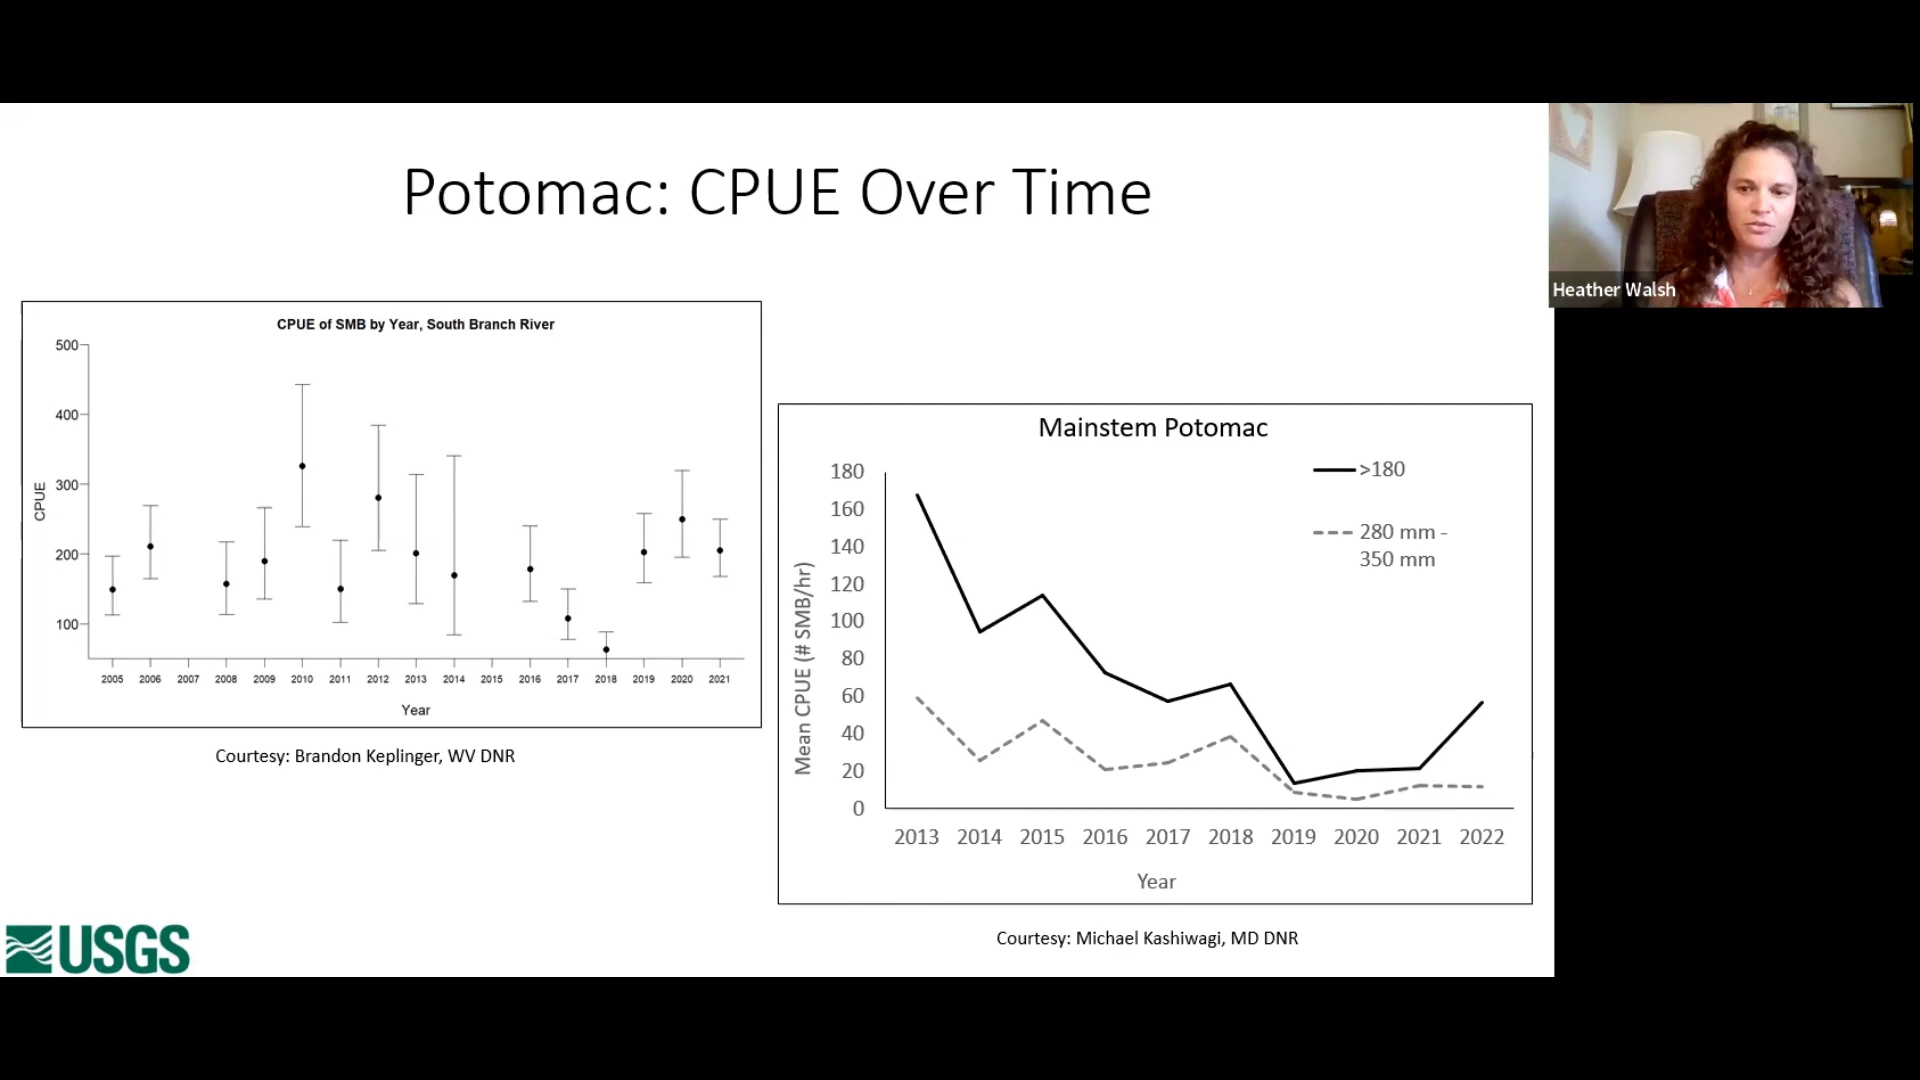 Potomac: CPUE Over Time
Heather Walsh
CPUE of SMB by Year, South Branch River
500
400
300
200
100
CPUE
2005 2006 2007 2008 2009 2010 2011 2012 2013 2014 2015 2016 2017 2018 2019 2020 2021
Year
Courtesy: Brandon Keplinger, WV DNR
Mainstem Potomac
>180
280 mm -
350 mm
180
160
140
120
100
80
60
40
20
0
Mean CPUE (# SMB/hr)
2013 2014 2015 2016 2017 2018 2019 2020 2021 2022
Year
Courtesy: Michael Kashiwagi, MD DNR
USGS